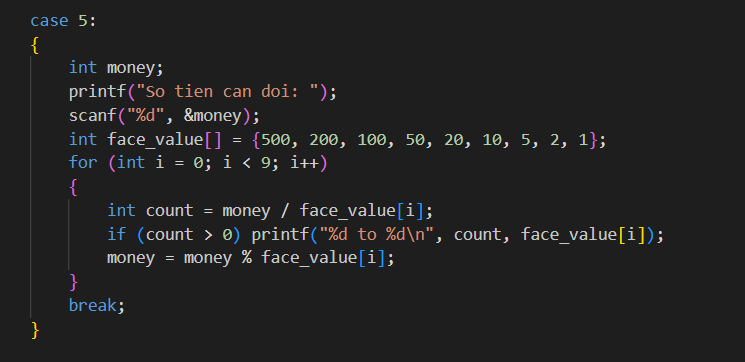 case 5:
{
    int money;
    printf("So tien can doi: ");
    scanf("%d", &money);
    int face_value[] = {500, 200, 100, 50, 20, 10, 5, 2, 1};
    for (int i = 0; i < 9; i++)
    {
        int count = money / face_value[i];
        if (count > 0) printf("%d to %d\n", count, face_value[i]);
        money = money % face_value[i];
    }
    break;
}